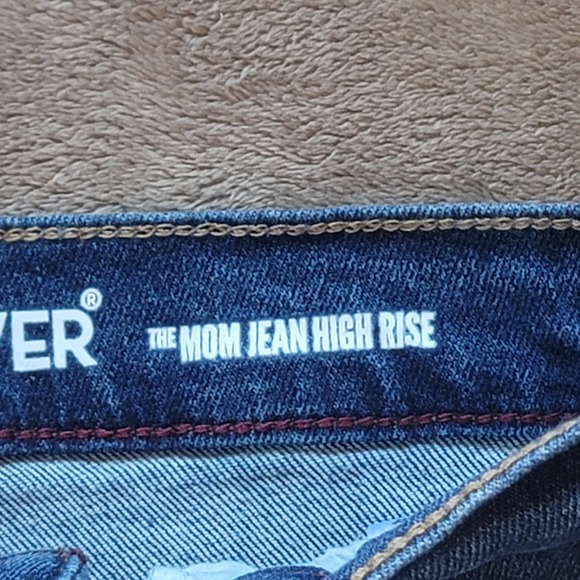 VER®
THE MOM JEAN HIGH RISE